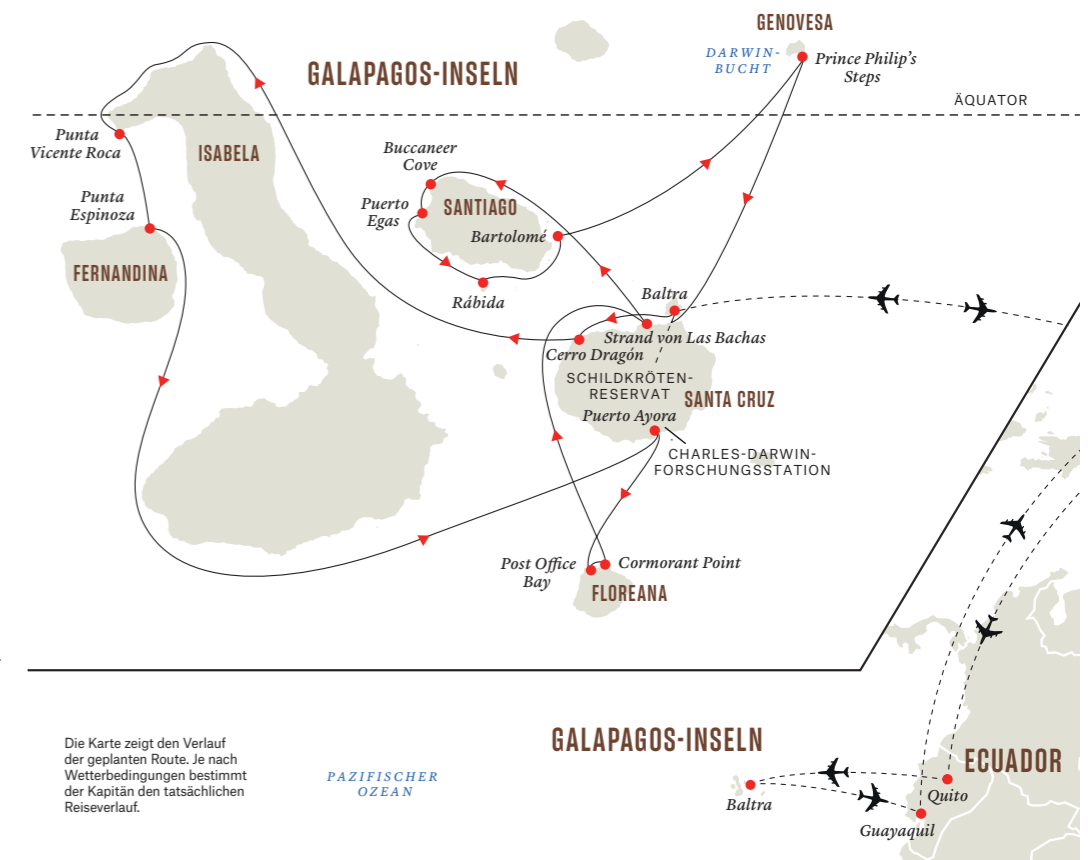 GENOVESA
DARWIN-
BUCHT
Prince Philip's
Steps
GALAPAGOS-INSELN
ÄQUATOR
Punta
Vicente Roca
ISABELA
Buccaneer
Cove
Punta
Espinoza
Puerto
Egas
SANTIAGO
Bartolomé
FERNANDINA
Rábida
Baltra
Strand von Las Bachas
Cerro Dragón
SCHILDKRÖTEN-
RESERVAT
SANTA CRUZ
Puerto Ayora
CHARLES-DARWIN-
FORSCHUNGSSTATION
Post Office
Bay
Cormorant Point
FLOREANA
Die Karte zeigt den Verlauf
der geplanten Route. Je nach
Wetterbedingungen bestimmt
der Kapitän den tatsächlichen
Reiseverlauf.
PAZIFISCHER
OZEAN
GALAPAGOS-INSELN
Baltra
ECUADOR
Quito
Guayaquil